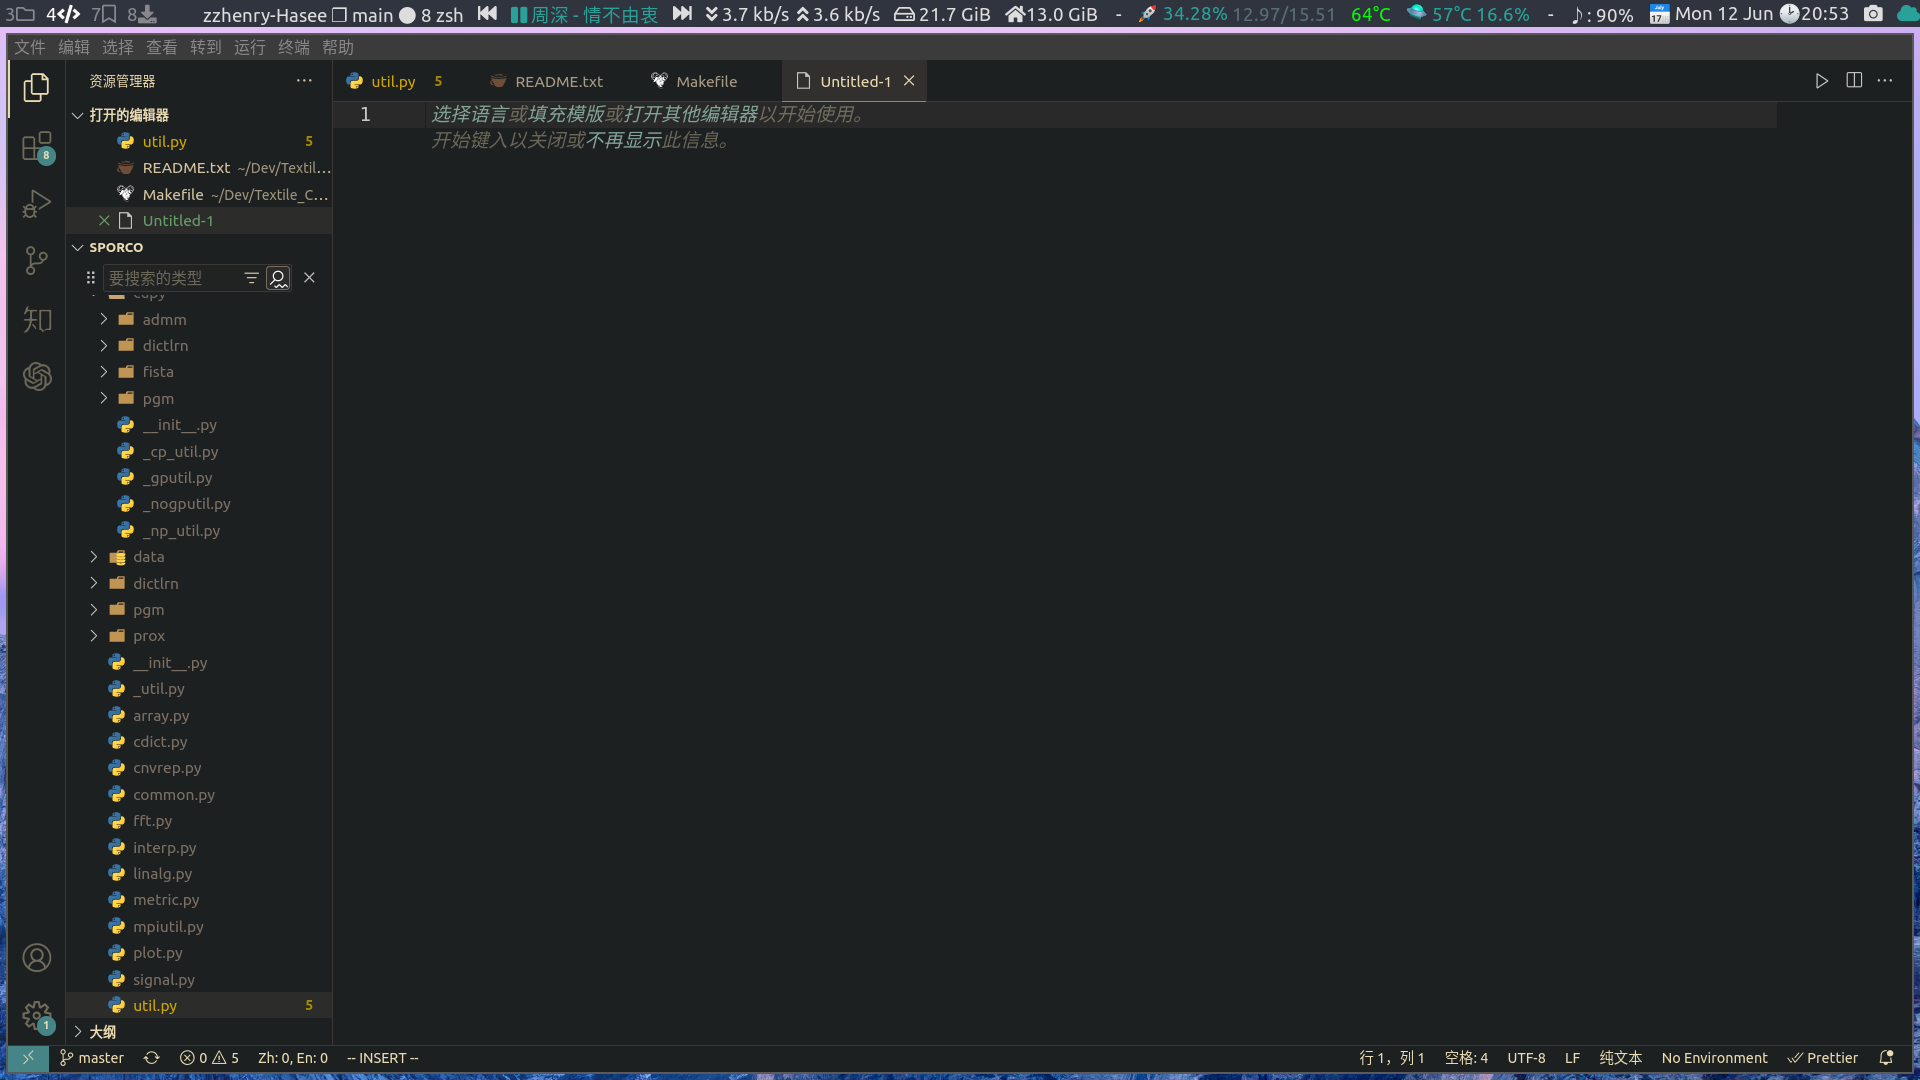 3 4 7 8 zzhenry-Hasee main 8 zsh 周深 - 情不由衷 3.7 kb/s 3.6 kb/s 21.7 GiB 13.0 GiB - 34.28% 12.97/15.51 64°C 57°C 16.6% - ♪: 90% Mon 12 Jun 20:53
文件 编辑 选择 查看 转到 运行 终端 帮助
资源管理器 ···
util.py 5 README.txt Makefile Untitled-1
打开的编辑器
util.py 5
README.txt ~/Dev/Textil...
Makefile ~/Dev/Textile_C...
Untitled-1
SPORCO
要搜索的类型
admm
dictlrn
fista
pgm
__init__.py
_cp_util.py
_gputil.py
_nogputil.py
_np_util.py
data
dictlrn
pgm
prox
__init__.py
_util.py
array.py
cdict.py
cnvrep.py
common.py
fft.py
interp.py
linalg.py
metric.py
mpiutil.py
plot.py
signal.py
util.py 5
大纲
8
知
1
1 选择语言或填充模版或打开其他编辑器以开始使用。
开始键入以关闭或不再显示此信息。
master 0 5 Zh: 0, En: 0 -- INSERT -- 行 1，列 1 空格: 4 UTF-8 LF 纯文本 No Environment Prettier